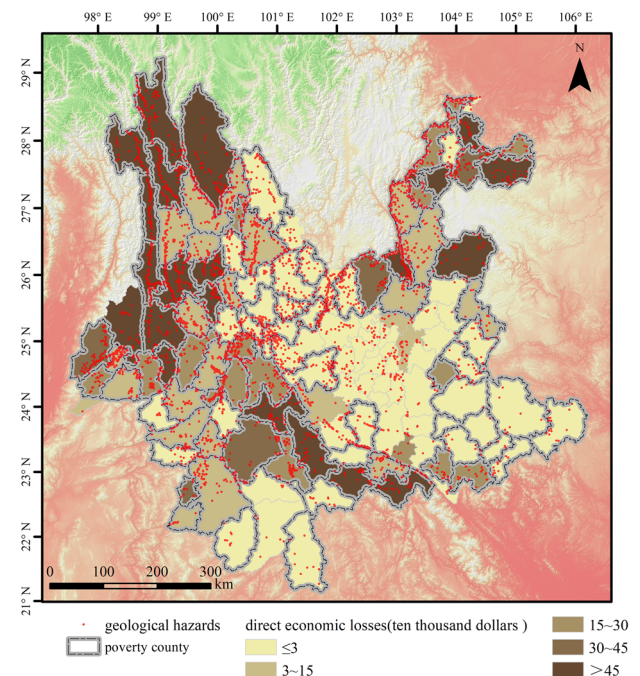 98° E 99° E 100° E 101° E 102° E 103° E 104° E 105° E 106° E
N
29° N
28° N
27° N
26° N
25° N
24° N
23° N
22° N
21° N
0 100 200 300
km
geological hazards
poverty county
direct economic losses(ten thousand dollars )
≤3
3~15
15~30
30~45
>45